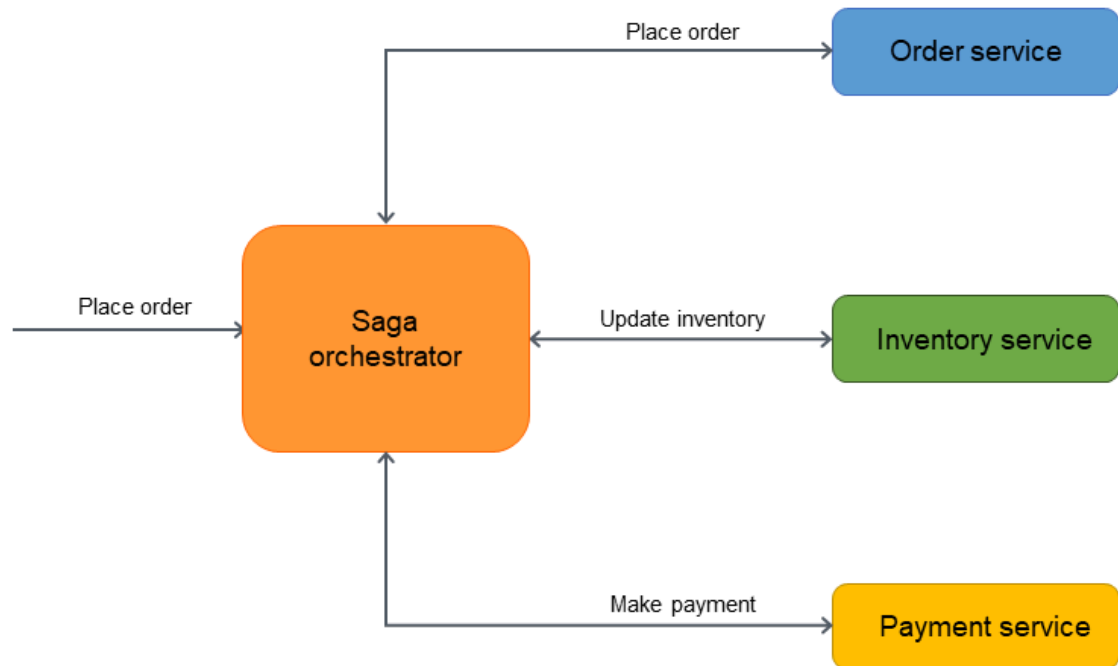 Place order
Order service
Place order
Saga
orchestrator
Update inventory
Inventory service
Make payment
Payment service